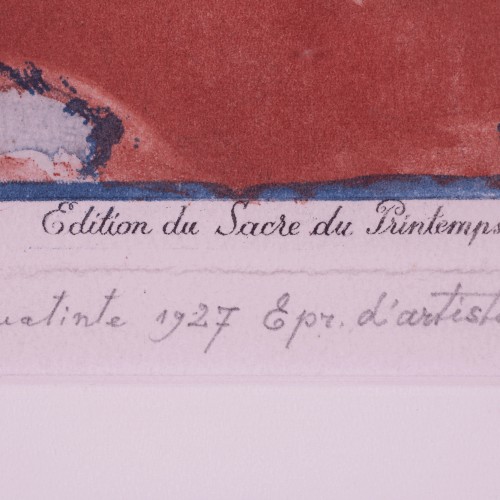 Edition du Sacre du Printemps
uatinte 1927 Epr. d'artiste